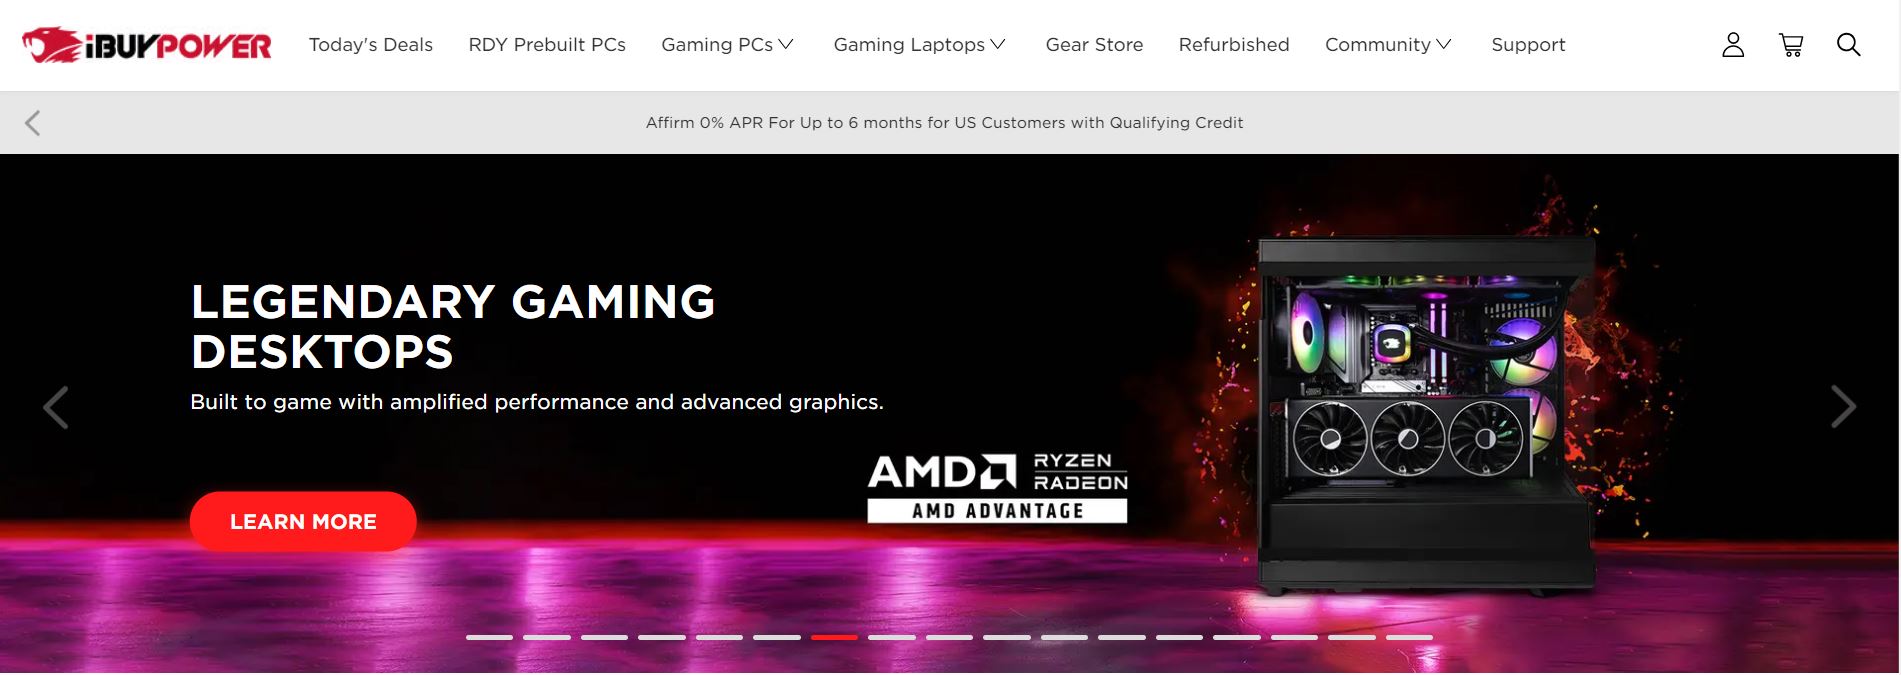 iBUYPOWER
Today's Deals
RDY Prebuilt PCs
Gaming PCs
Gaming Laptops
Gear Store
Refurbished
Community
Support
Affirm 0% APR For Up to 6 months for US Customers with Qualifying Credit
LEGENDARY GAMING
DESKTOPS
Built to game with amplified performance and advanced graphics.
AMD
RYZEN
RADEON
AMD ADVANTAGE
LEARN MORE